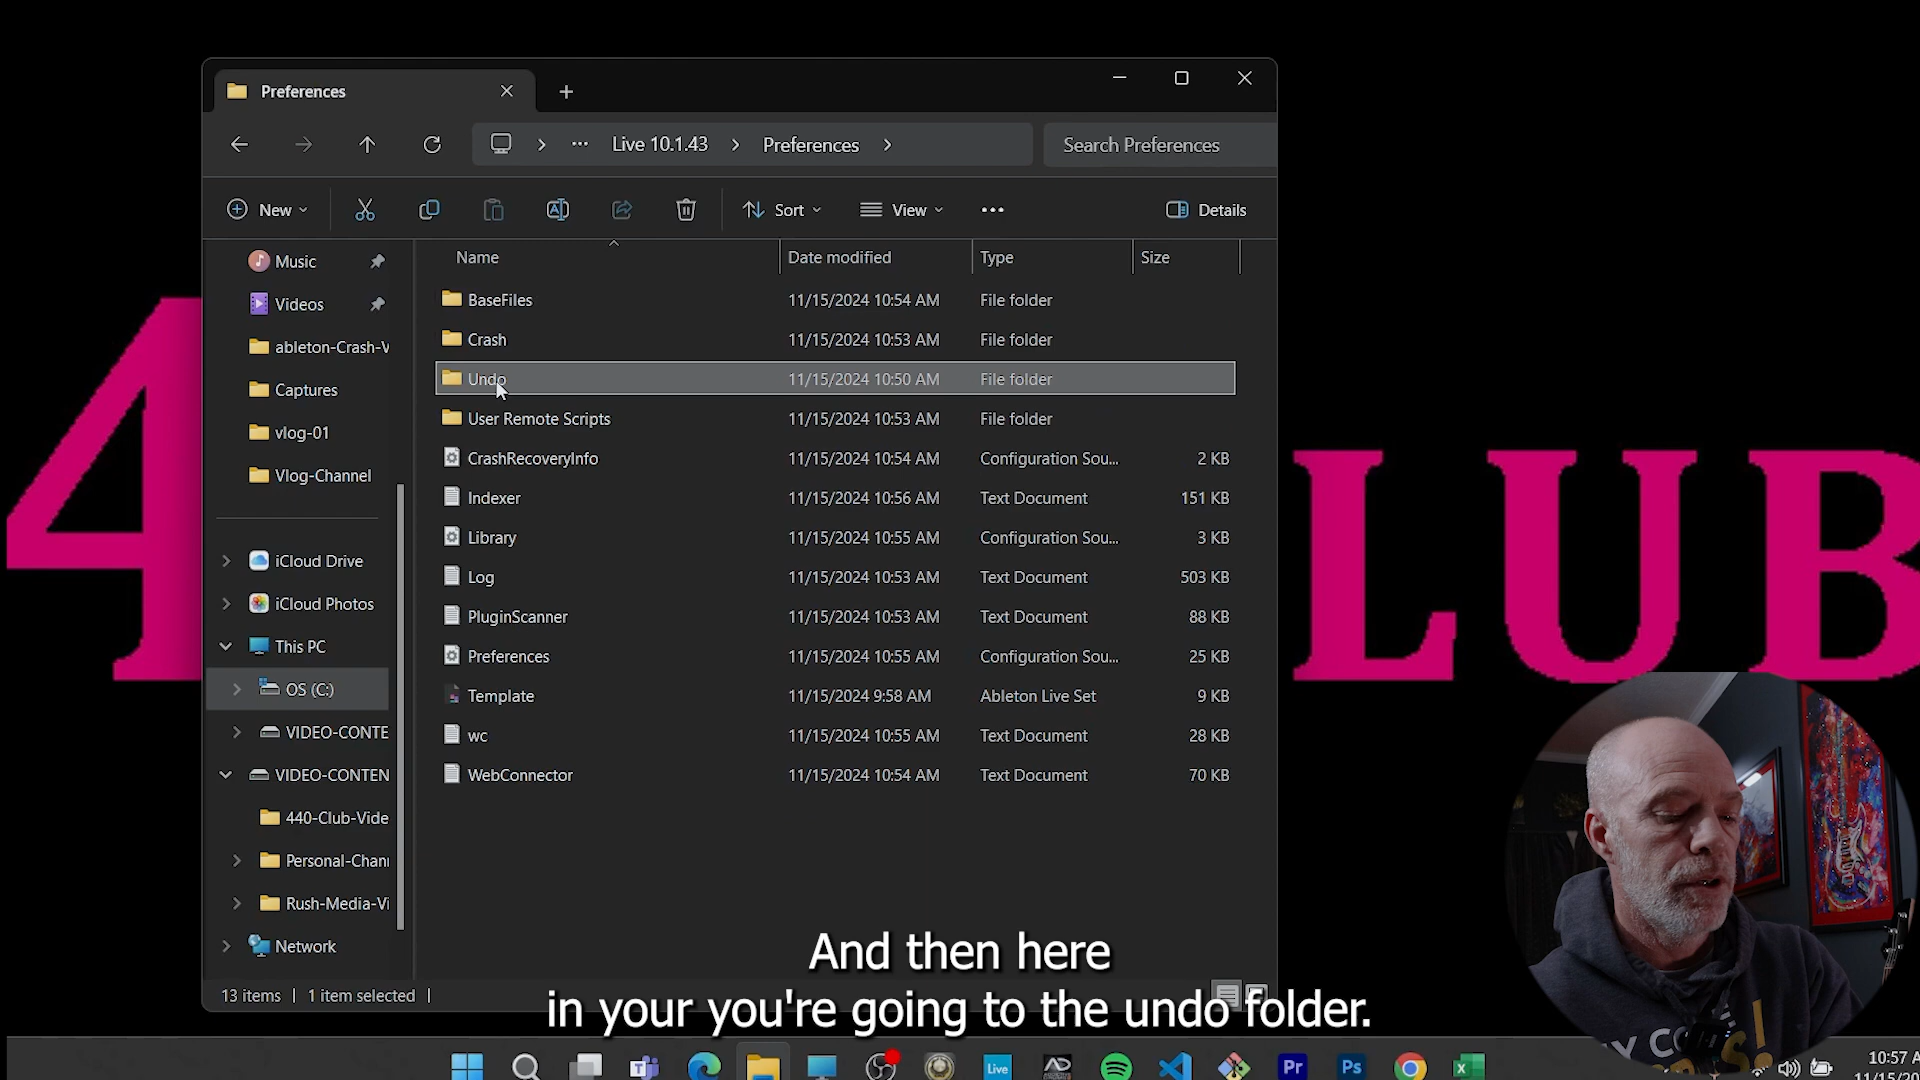 Preferences
Live 10.1.43
Preferences
Search Preferences
New
Sort
View
Details
Name
Date modified
Type
Size
Music
Videos
ableton-Crash-V
Captures
vlog-01
Vlog-Channel
iCloud Drive
iCloud Photos
This PC
OS (C:)
VIDEO-CONTE
VIDEO-CONTEN
440-Club-Vide
Personal-Chan
Rush-Media-Vi
Network
BaseFiles 11/15/2024 10:54 AM File folder
Crash 11/15/2024 10:53 AM File folder
Undo 11/15/2024 10:50 AM File folder
User Remote Scripts 11/15/2024 10:53 AM File folder
CrashRecoveryInfo 11/15/2024 10:54 AM Configuration Sou... 2 KB
Indexer 11/15/2024 10:56 AM Text Document 151 KB
Library 11/15/2024 10:55 AM Configuration Sou... 3 KB
Log 11/15/2024 10:53 AM Text Document 503 KB
PluginScanner 11/15/2024 10:53 AM Text Document 88 KB
Preferences 11/15/2024 10:55 AM Configuration Sou... 25 KB
Template 11/15/2024 9:58 AM Ableton Live Set 9 KB
wc 11/15/2024 10:55 AM Text Document 28 KB
WebConnector 11/15/2024 10:54 AM Text Document 70 KB
13 items
1 item selected
4
LUB
And then here
in your you're going to the undo folder.
Live
AD
Pr
Ps
10:57 A
11/15/20